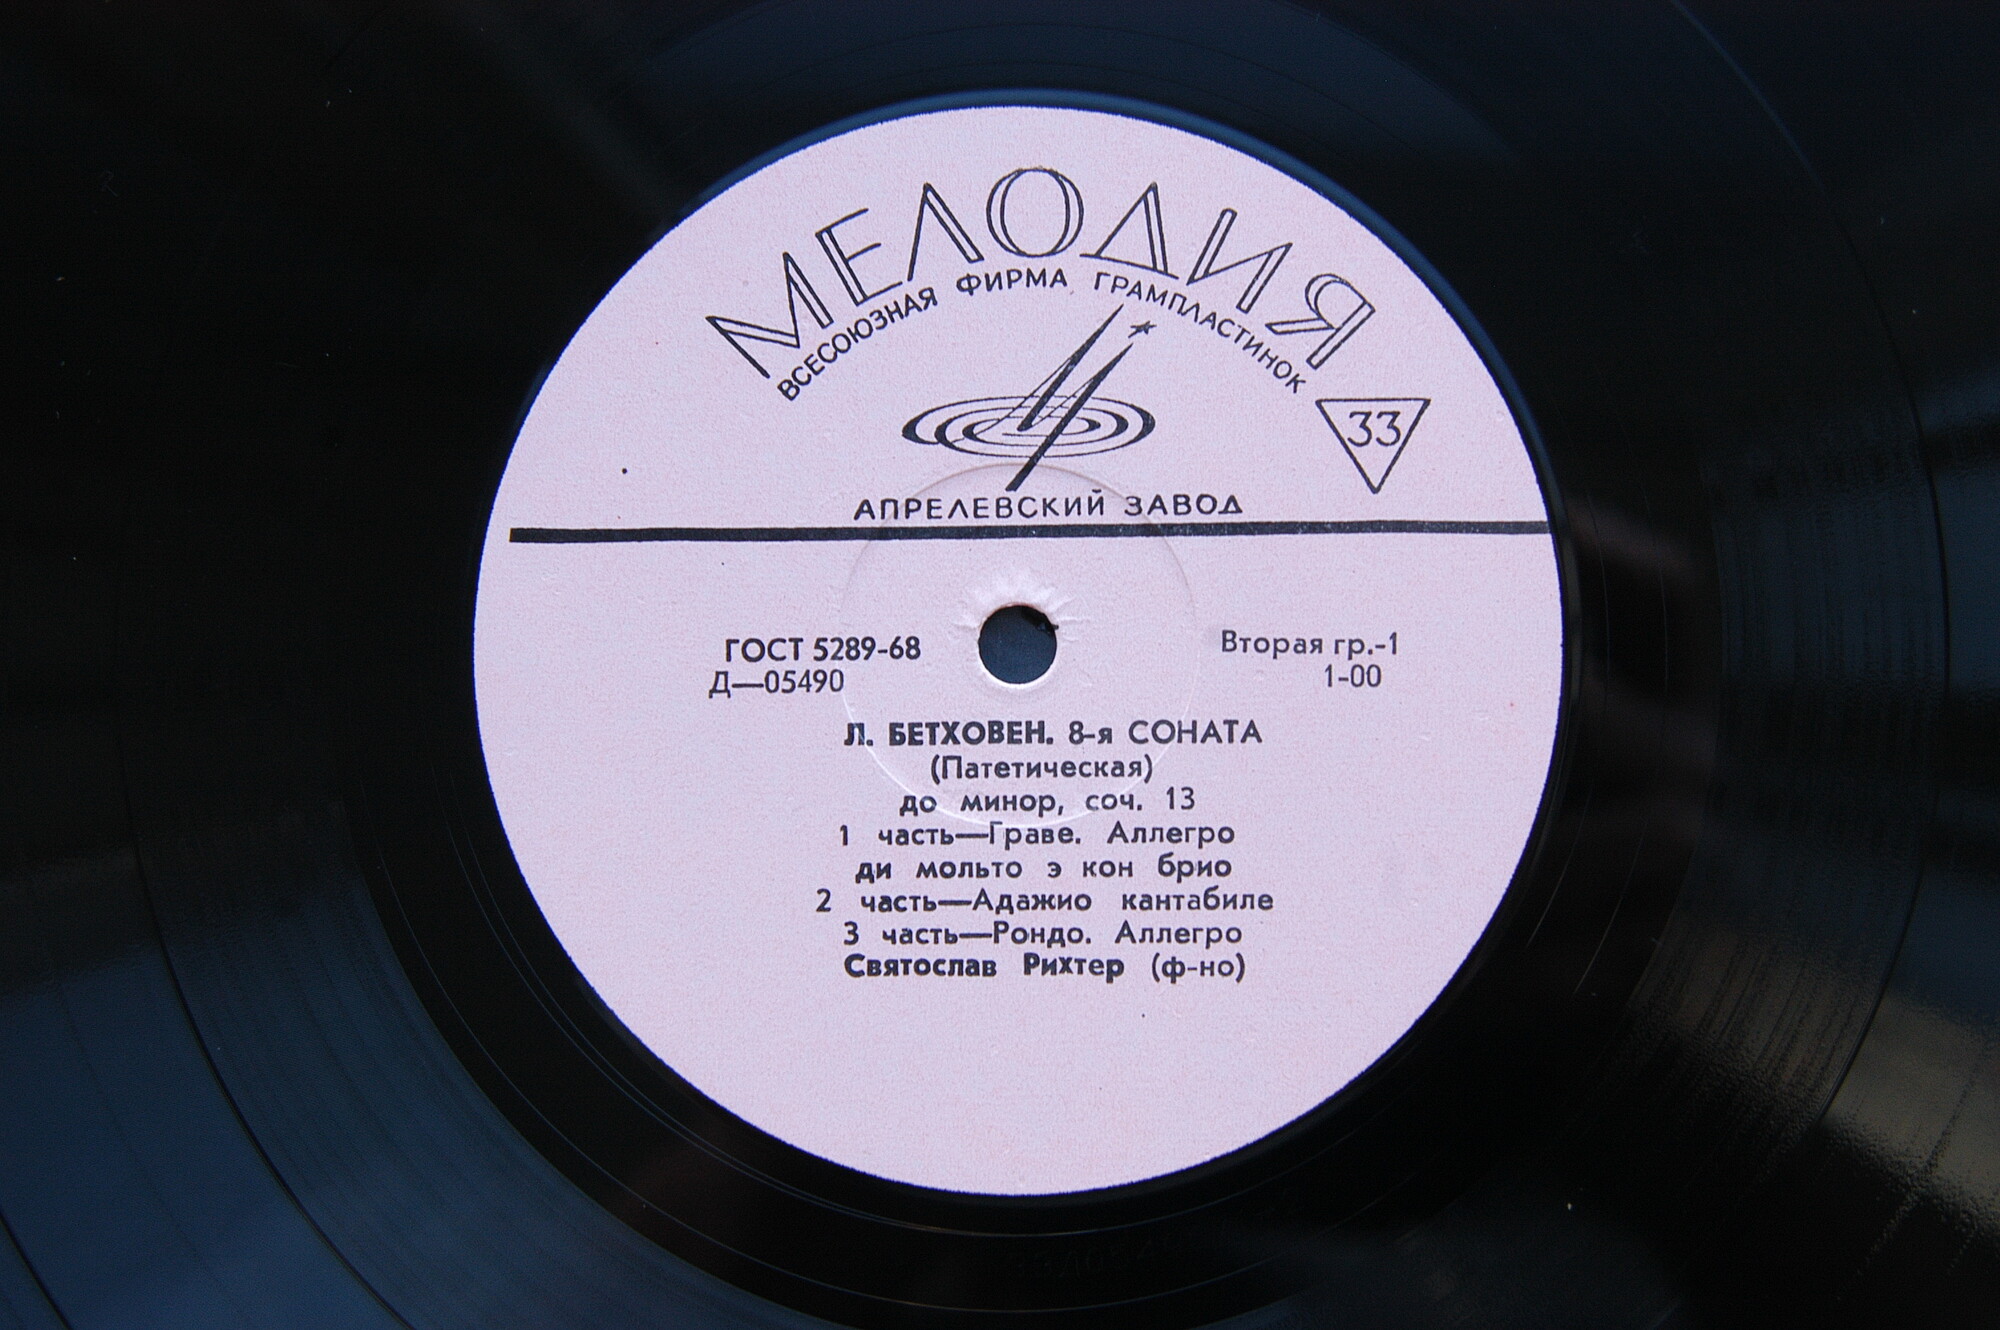 МЕЛОДИЯ
ВСЕСОЮЗНАЯ ФИРМА ГРАМПЛАСТИНОК
33
АПРЕЛЕВСКИЙ ЗАВОД
ГОСТ 5289-68
Д—05490
Вторая гр.-1
1-00
Л. БЕТХОВЕН. 8-я СОНАТА
(Патетическая)
до минор, соч. 13
1 часть—Граве. Аллегро
ди мольто э кон брио
2 часть—Адажио кантабиле
3 часть—Рондо. Аллегро
Святослав Рихтер (ф-но)